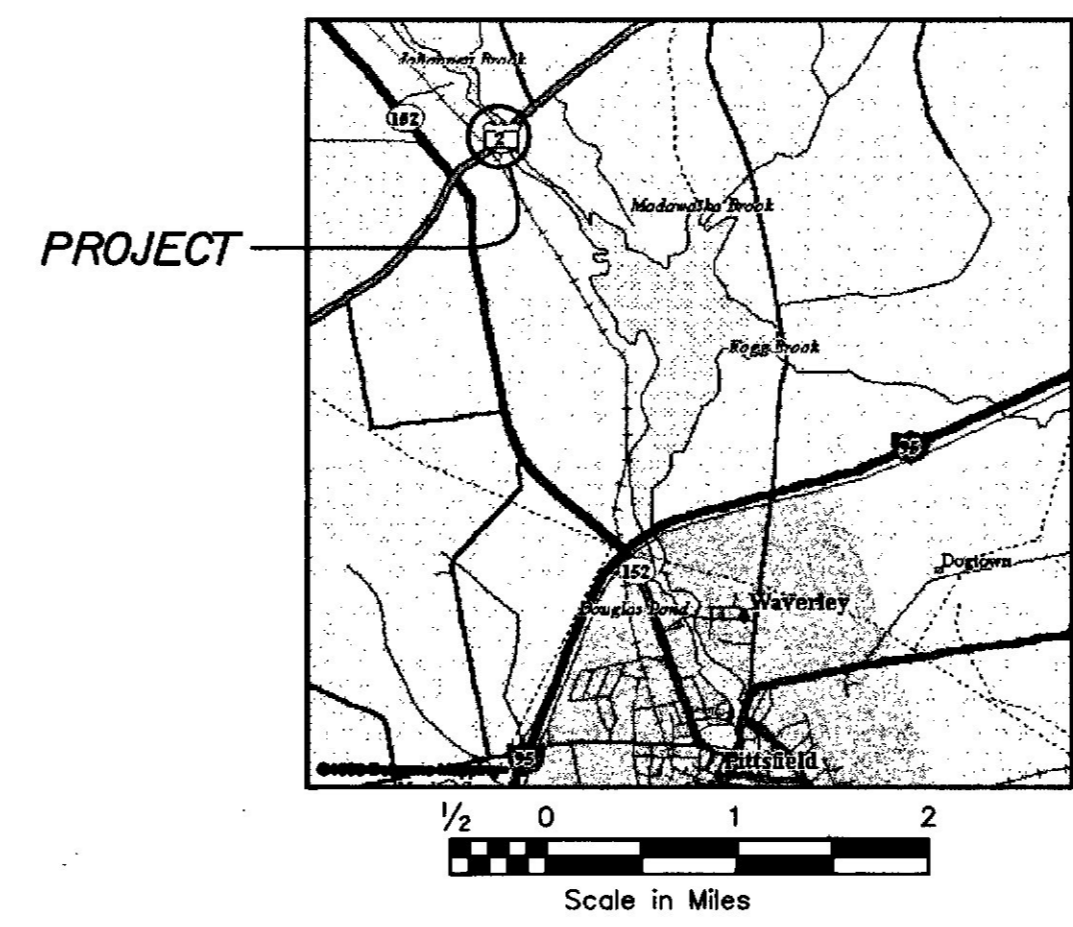 152
2
Madawaska Brook
PROJECT
Brook
95
Dogtown
152
Waverley
Douglas Pond
95
Pittsfield
½ 0 1 2
Scale in Miles